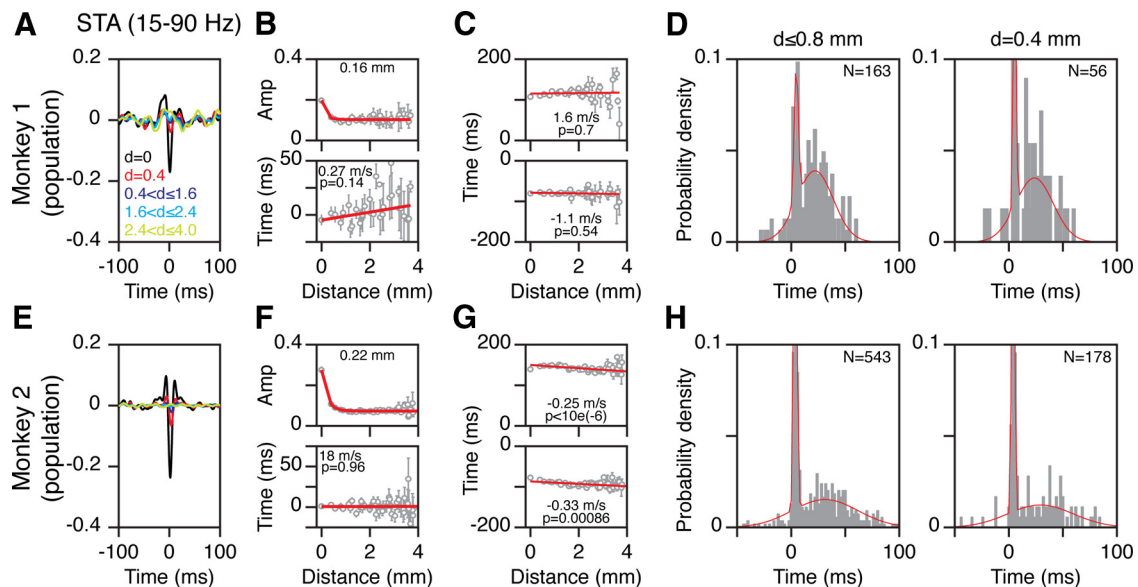 A STA (15-90 Hz) B C D d≤0.8 mm d=0.4 mm
Monkey 1
(population)
0.2
0
-0.2
-0.4
d=0
d=0.4
0.4<d≤1.6
1.6<d≤2.4
2.4<d≤4.0
-100 0 100
Time (ms)
Amp
0.4
0
0.16 mm
Time (ms)
50
0
0.27 m/s
p=0.14
0 2 4
Distance (mm)
Time (ms)
200
0
1.6 m/s
p=0.7
0
-200
-1.1 m/s
p=0.54
0 2 4
Distance (mm)
Probability density
0.1
0
N=163
0 100
Time (ms)
0.1
0
N=56
0 100
Time (ms)
E F G H
Monkey 2
(population)
0.2
0
-0.2
-0.4
-100 0 100
Time (ms)
Amp
0.4
0
0.22 mm
Time (ms)
50
0
18 m/s
p=0.96
0 2 4
Distance (mm)
Time (ms)
200
0
-0.25 m/s
p<10e(-6)
0
-200
-0.33 m/s
p=0.00086
0 2 4
Distance (mm)
Probability density
0.1
0
N=543
0 100
Time (ms)
0.1
0
N=178
0 100
Time (ms)